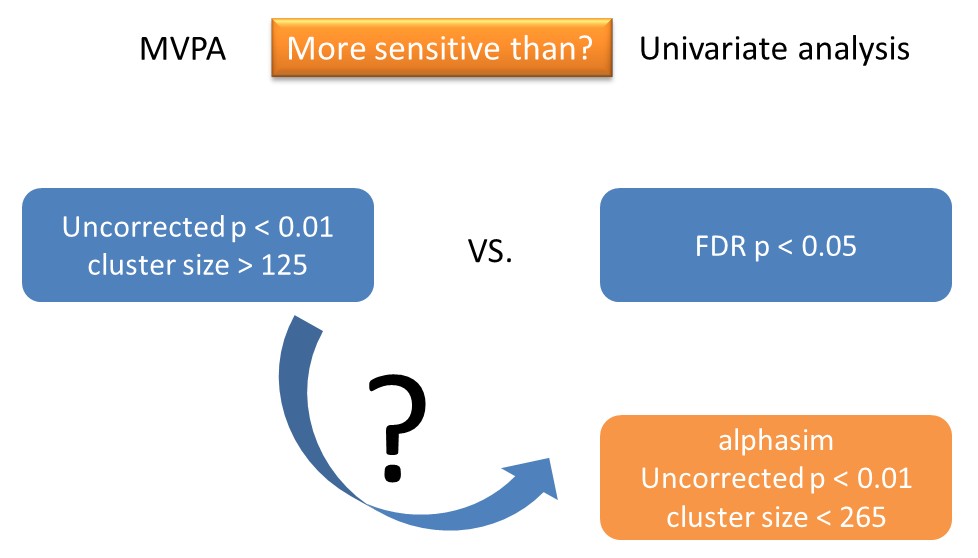 MVPA More sensitive than? Univariate analysis
Uncorrected p < 0.01
cluster size > 125
VS.
FDR p < 0.05
?
alphasim
Uncorrected p < 0.01
cluster size < 265